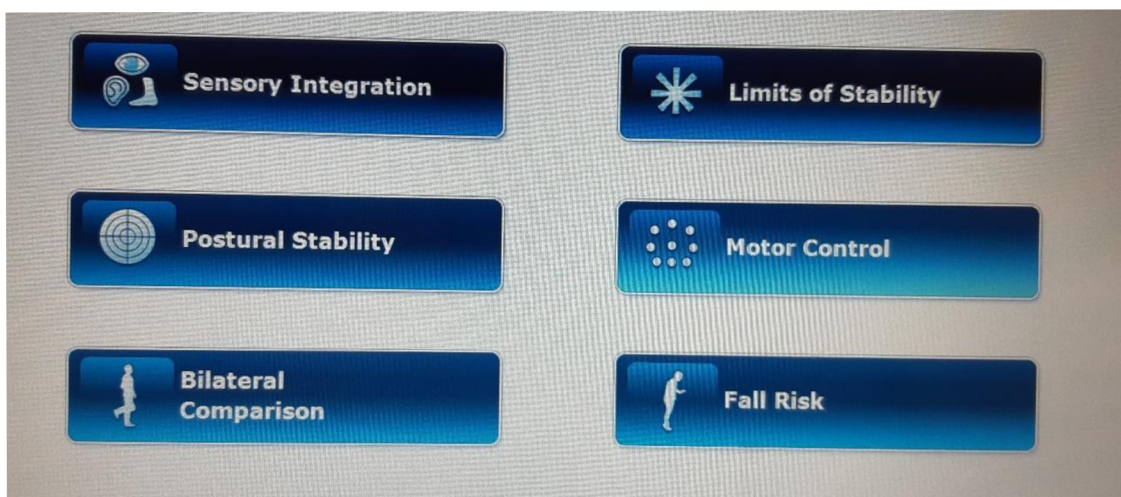 Sensory Integration
Limits of Stability
Postural Stability
Motor Control
Bilateral
Comparison
Fall Risk